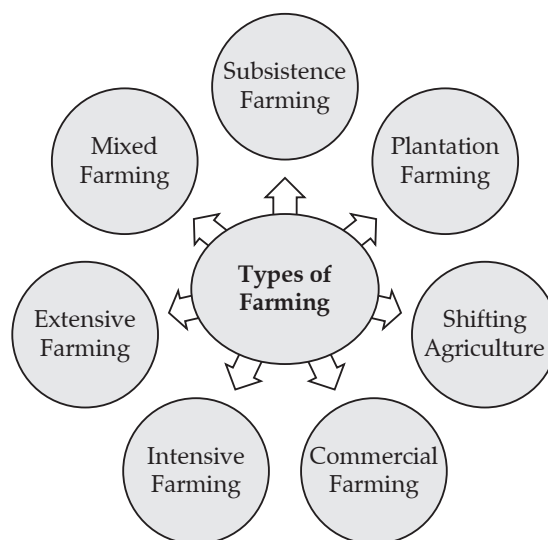 Subsistence
Farming
Plantation
Farming
Shifting
Agriculture
Commercial
Farming
Intensive
Farming
Extensive
Farming
Mixed
Farming
Types of
Farming